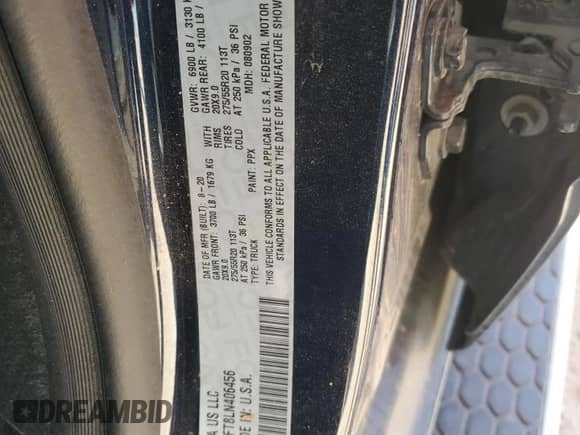 GVWR: 6900 LB / 3130 K
GAWR REAR: 4100 LB /
WITH 20X9.0 RIMS
275/55R20 113T TIRES
AT 250 kPa / 36 PSI COLD
MDH: 080902
DATE OF MFR (BUILT): 8-20
GAWR FRONT: 3700 LB / 1679 KG
20X9.0
275/55R20 113T
AT 250 kPa / 36 PSI
TYPE: TRUCK
PAINT: PPX
THIS VEHICLE CONFORMS TO ALL APPLICABLE U.S.A. FEDERAL MOTOR
STANDARDS IN EFFECT ON THE DATE OF MANUFACTURE SHOW
A US LLC
FT8LN406456
DE IN: U.S.A.
DREAMBID